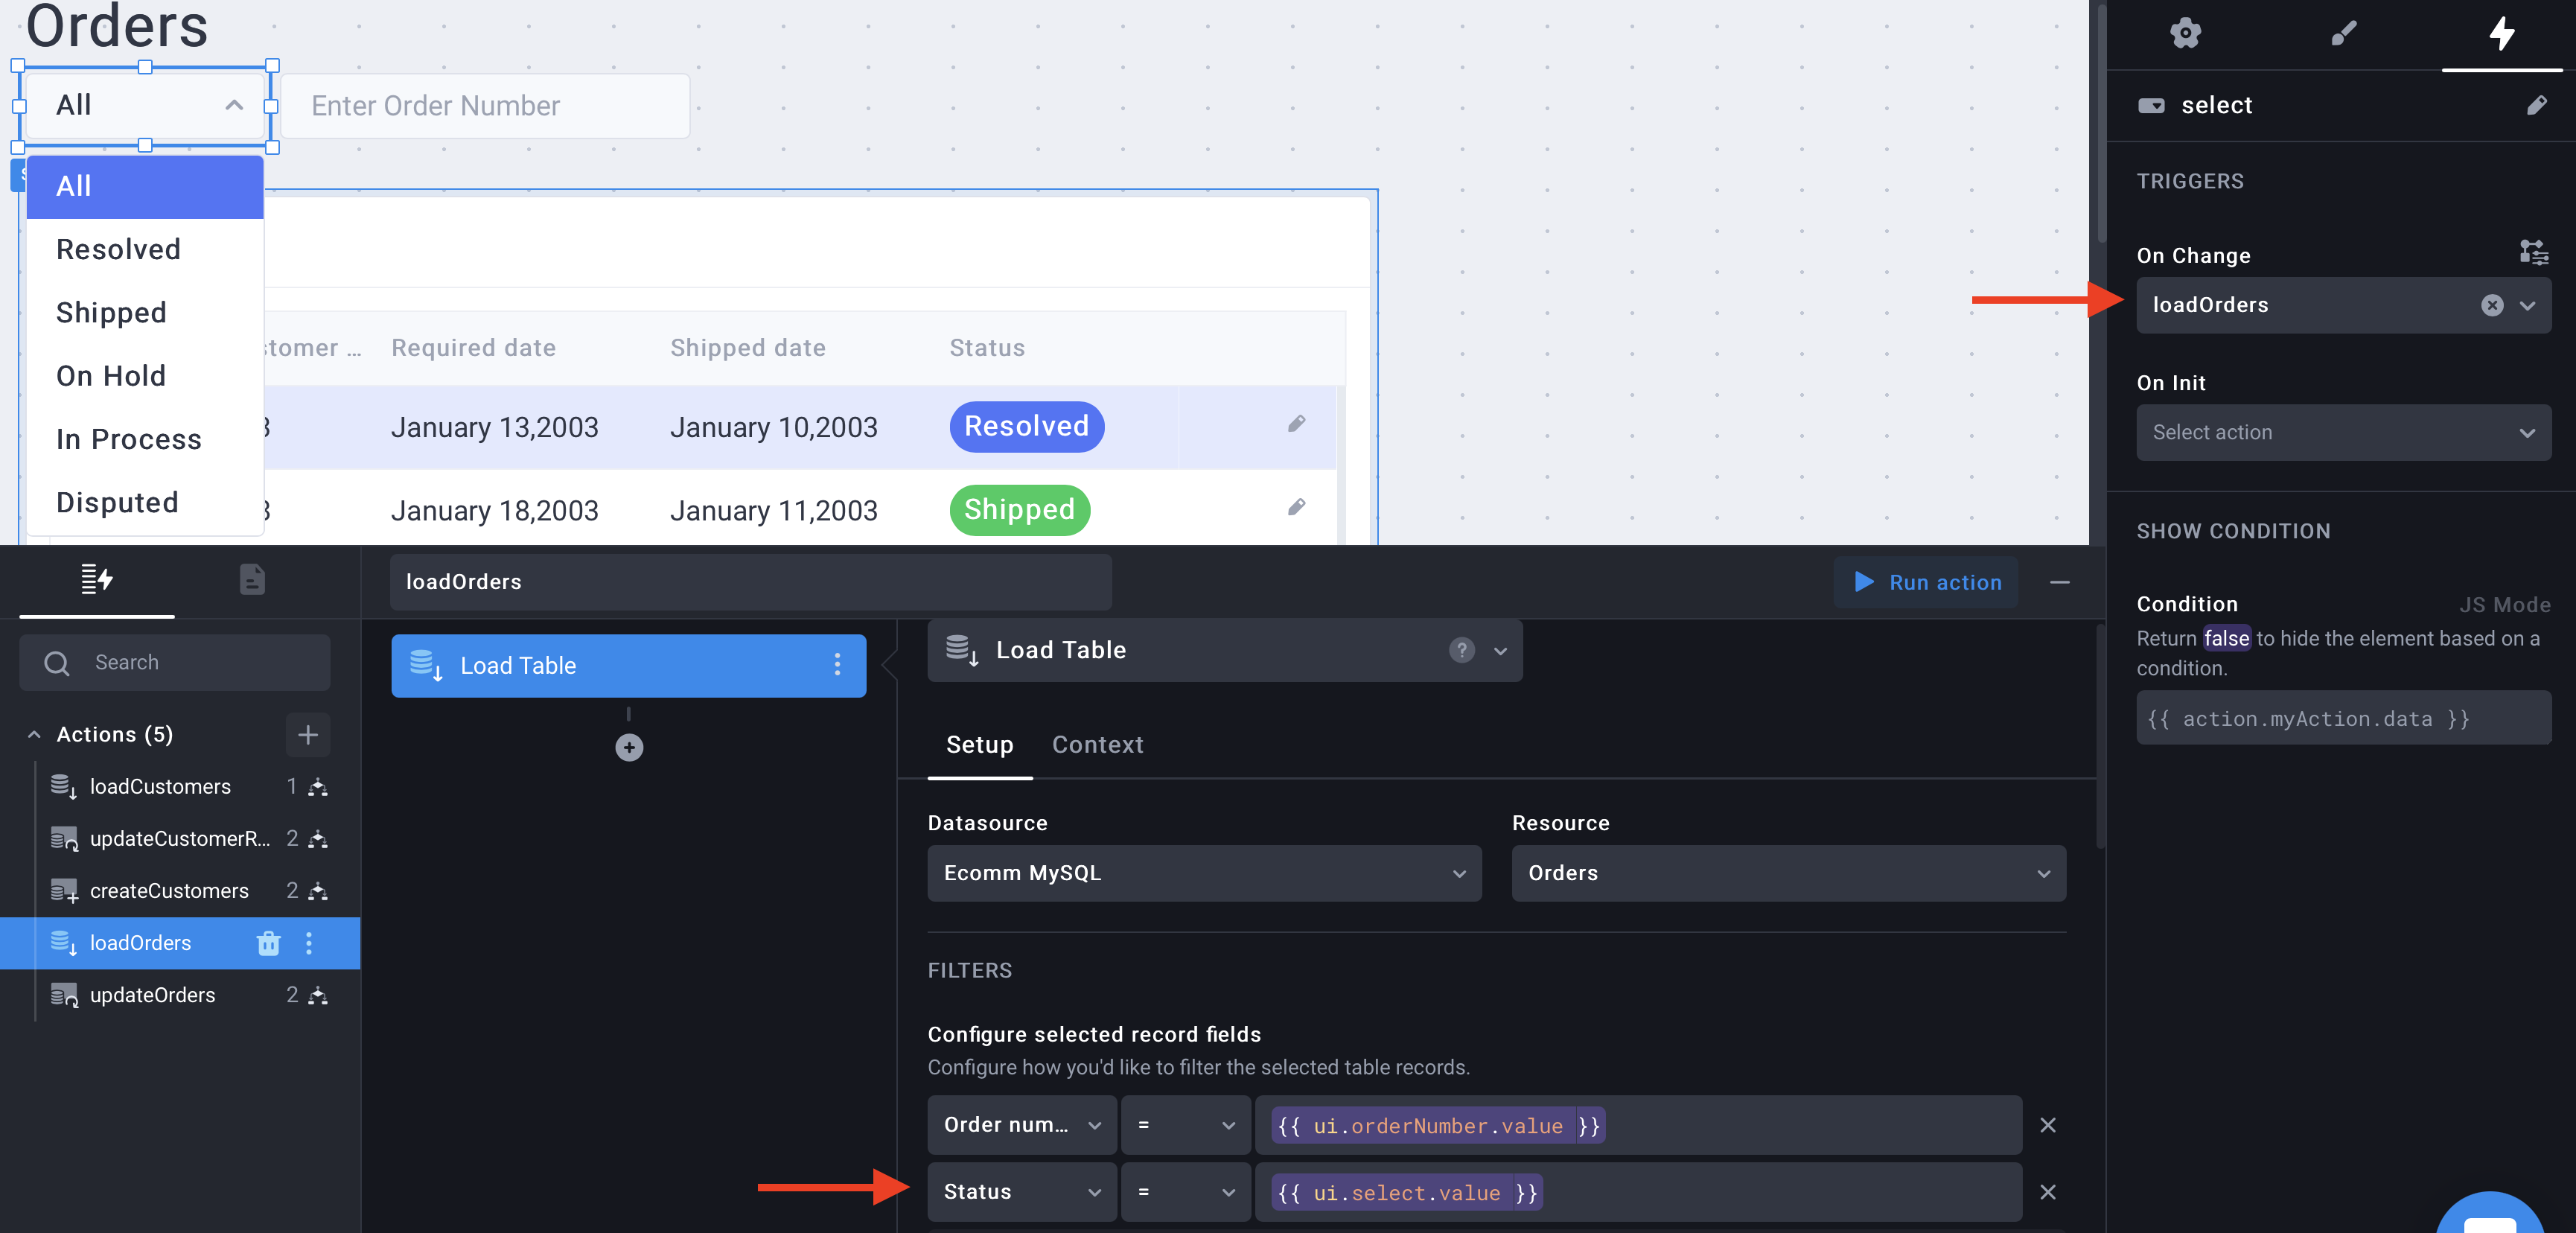 Orders
All
Enter Order Number
All
Resolved
Shipped
On Hold
In Process
Disputed
stomer ... Required date Shipped date Status
3 January 13,2003 January 10,2003 Resolved
3 January 18,2003 January 11,2003 Shipped
select
TRIGGERS
On Change
loadOrders
On Init
Select action
SHOW CONDITION
Condition JS Mode
Return false to hide the element based on a
condition.
{{ action.myAction.data }}
loadOrders
Run action
Search
Actions (5)
loadCustomers 1
updateCustomerR... 2
createCustomers 2
loadOrders
updateOrders 2
Load Table
Load Table ?
Setup Context
Datasource Resource
Ecomm MySQL Orders
FILTERS
Configure selected record fields
Configure how you'd like to filter the selected table records.
Order num... = {{ ui.orderNumber.value }}
Status = {{ ui.select.value }}